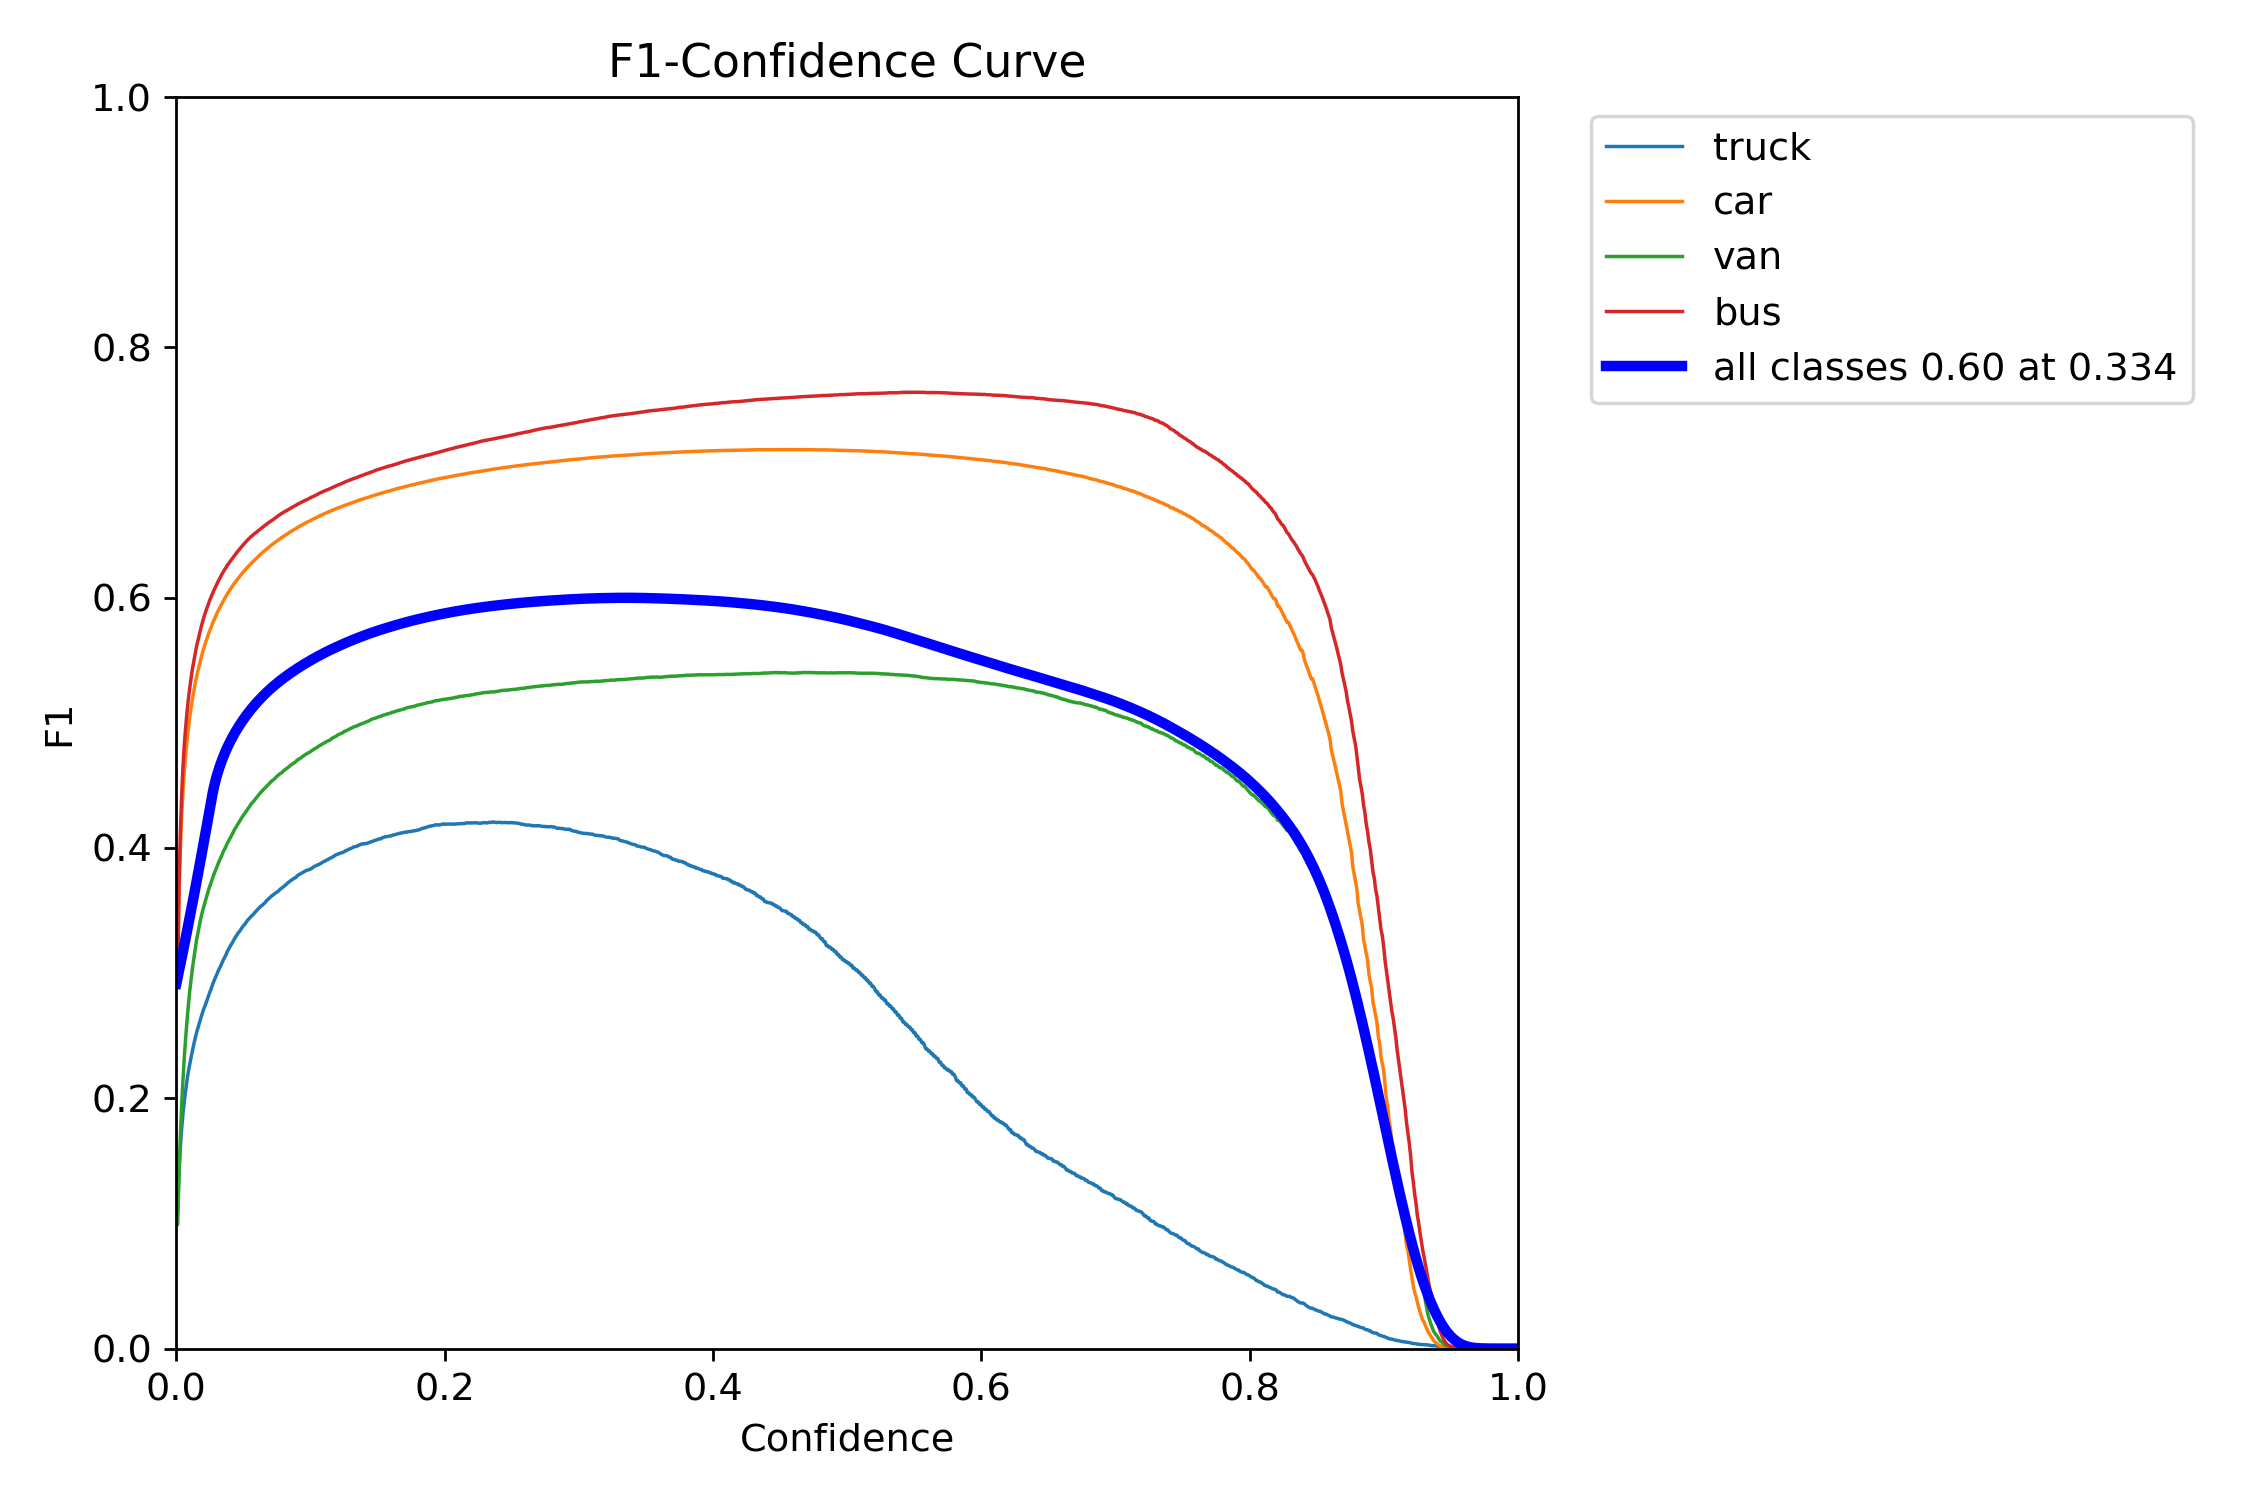 F1-Confidence Curve
1.0
0.8
0.6
0.4
0.2
0.0
F1
0.0 0.2 0.4 0.6 0.8 1.0
Confidence
truck
car
van
bus
all classes 0.60 at 0.334